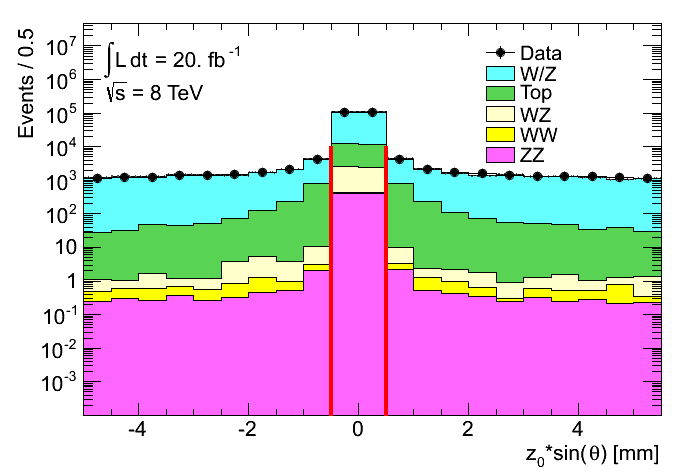 Events / 0.5
10⁷
10⁶
10⁵
10⁴
10³
10²
10
1
10⁻¹
10⁻²
10⁻³
∫L dt = 20. fb⁻¹
√s = 8 TeV
Data
W/Z
Top
WZ
WW
ZZ
-4 -2 0 2 4
z₀*sin(θ) [mm]